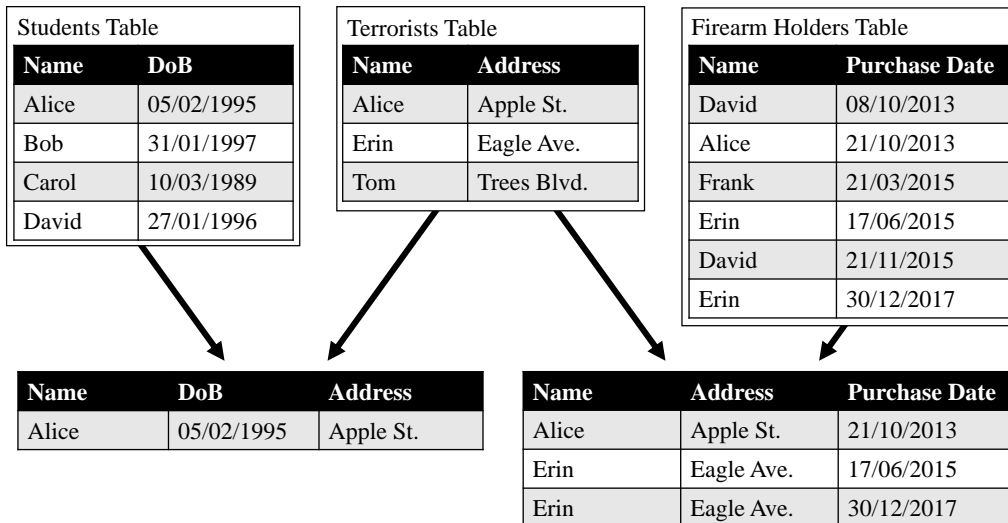 Students Table
Name DoB
Alice 05/02/1995
Bob 31/01/1997
Carol 10/03/1989
David 27/01/1996
Terrorists Table
Name Address
Alice Apple St.
Erin Eagle Ave.
Tom Trees Blvd.
Firearm Holders Table
Name Purchase Date
David 08/10/2013
Alice 21/10/2013
Frank 21/03/2015
Erin 17/06/2015
David 21/11/2015
Erin 30/12/2017
Name DoB Address
Alice 05/02/1995 Apple St.
Name Address Purchase Date
Alice Apple St. 21/10/2013
Erin Eagle Ave. 17/06/2015
Erin Eagle Ave. 30/12/2017